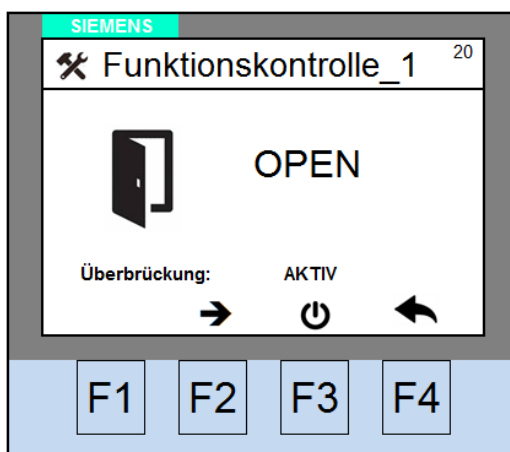 SIEMENS
Funktionskontrolle_1 20
OPEN
Überbrückung: AKTIV
F1 F2 F3 F4